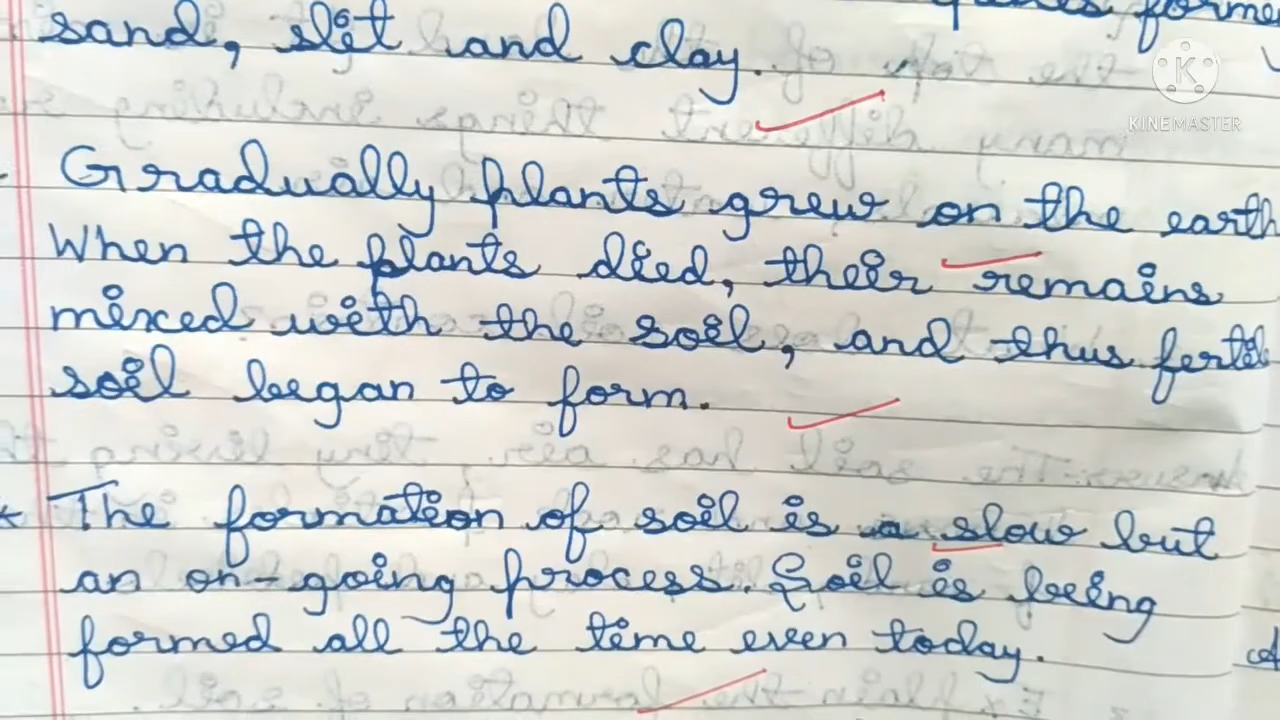 formed
sand, silt and clay.
KINEMASTER
Gradually plants grew on the earth
When the plants died, their remains
mixed with the soil, and thus fertil
soil began to form.
* The formation of soil is a slow but
an on-going process. Soil is being
formed all the time even today.